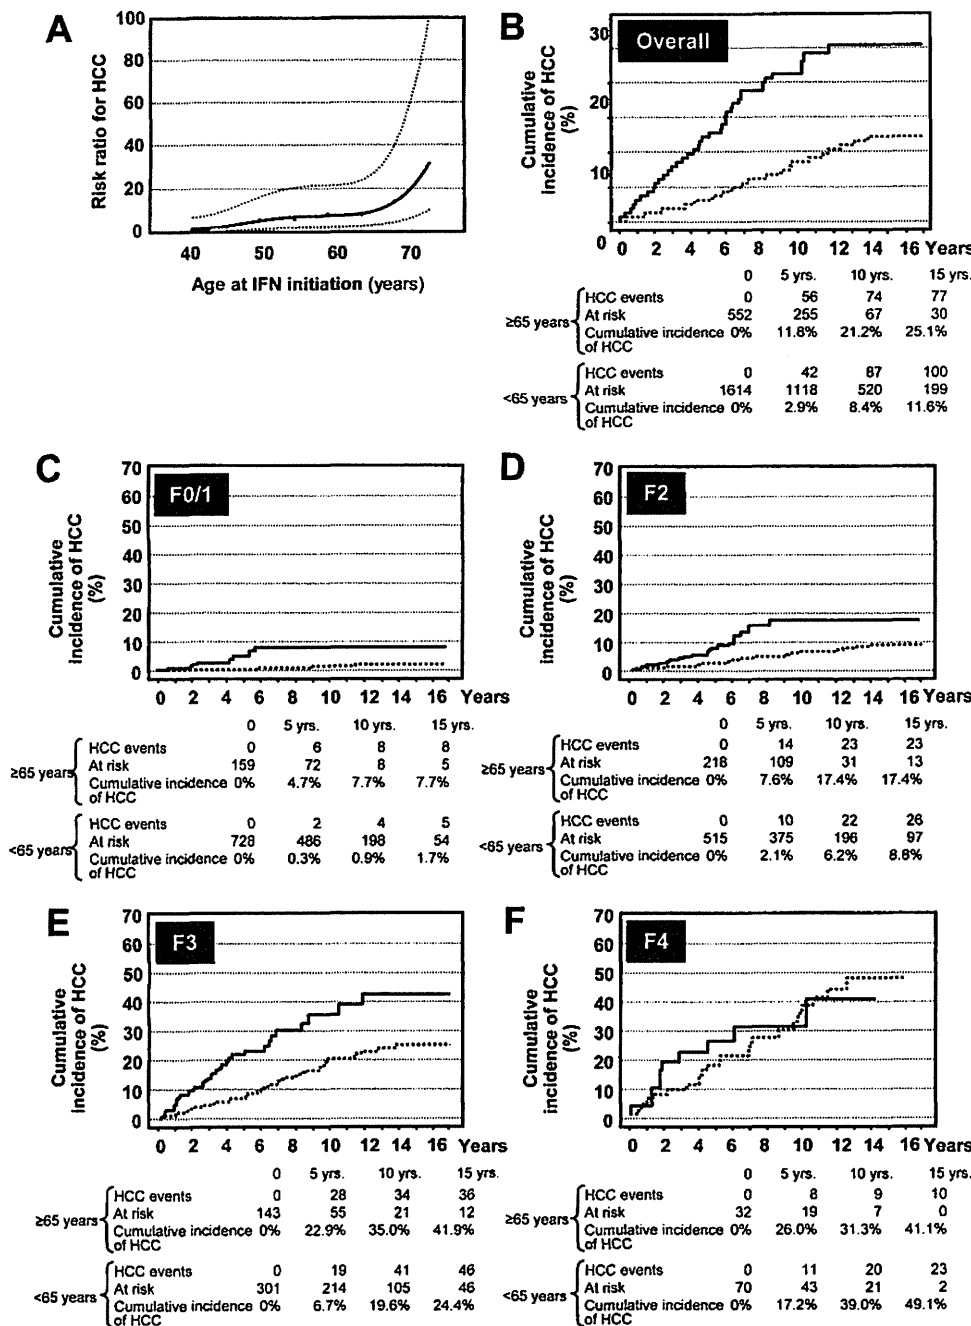 A
Risk ratio for HCC
100
80
60
40
20
0
40 50 60 70
Age at IFN initiation (years)
B
Overall
Cumulative
incidence of HCC
(%)
30
20
10
0
0 2 4 6 8 10 12 14 16 Years
0 5 yrs. 10 yrs. 15 yrs.
≥65 years
HCC events 0 56 74 77
At risk 552 255 67 30
Cumulative incidence 0% 11.8% 21.2% 25.1%
of HCC
<65 years
HCC events 0 42 87 100
At risk 1614 1118 520 199
Cumulative incidence 0% 2.9% 8.4% 11.6%
of HCC
C
F0/1
Cumulative
incidence of HCC
(%)
70
60
50
40
30
20
10
0
0 2 4 6 8 10 12 14 16 Years
0 5 yrs. 10 yrs. 15 yrs.
≥65 years
HCC events 0 6 8 8
At risk 159 72 8 5
Cumulative incidence 0% 4.7% 7.7% 7.7%
of HCC
<65 years
HCC events 0 2 4 5
At risk 728 486 198 54
Cumulative incidence 0% 0.3% 0.9% 1.7%
of HCC
D
F2
Cumulative
incidence of HCC
(%)
70
60
50
40
30
20
10
0
0 2 4 6 8 10 12 14 16 Years
0 5 yrs. 10 yrs. 15 yrs.
≥65 years
HCC events 0 14 23 23
At risk 218 109 31 13
Cumulative incidence 0% 7.6% 17.4% 17.4%
of HCC
<65 years
HCC events 0 10 22 26
At risk 515 375 196 97
Cumulative incidence 0% 2.1% 6.2% 8.8%
of HCC
E
F3
Cumulative
incidence of HCC
(%)
70
60
50
40
30
20
10
0
0 2 4 6 8 10 12 14 16 Years
0 5 yrs. 10 yrs. 15 yrs.
≥65 years
HCC events 0 28 34 36
At risk 143 55 21 12
Cumulative incidence 0% 22.9% 35.0% 41.9%
of HCC
<65 years
HCC events 0 19 41 46
At risk 301 214 105 46
Cumulative incidence 0% 6.7% 19.6% 24.4%
of HCC
F
F4
Cumulative
incidence of HCC
(%)
70
60
50
40
30
20
10
0
0 2 4 6 8 10 12 14 16 Years
0 5 yrs. 10 yrs. 15 yrs.
≥65 years
HCC events 0 8 9 10
At risk 32 19 7 0
Cumulative incidence 0% 26.0% 31.3% 41.1%
of HCC
<65 years
HCC events 0 11 20 23
At risk 70 43 21 2
Cumulative incidence 0% 17.2% 39.0% 49.1%
of HCC